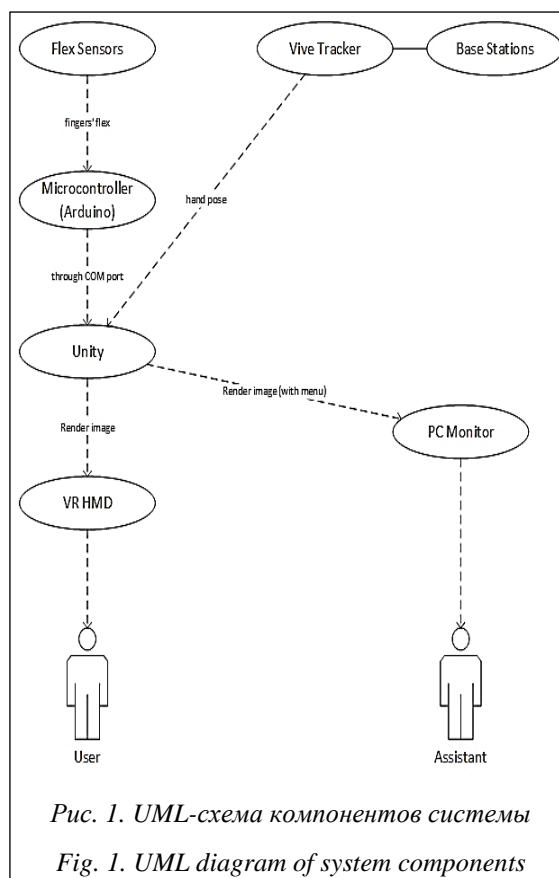 Flex Sensors
Vive Tracker
Base Stations
fingers' flex
Microcontroller
(Arduino)
hand pose
through COM port
Unity
Render image (with menu)
Render image
PC Monitor
VR HMD
User
Assistant
Рис. 1. UML-схема компонентов системы
Fig. 1. UML diagram of system components